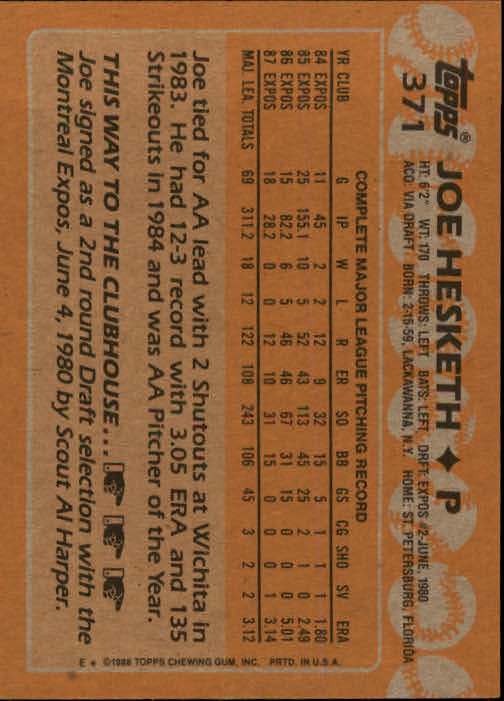 topps®
371
JOE HESKETH ✦ P
HT: 6'2" WT: 170 THROWS: LEFT BATS: LEFT DRFT: EXPOS #2-JUNE, 1980
ACQ: VIA DRAFT BORN: 2-15-59, LACKAWANNA, N.Y. HOME: ST. PETERSBURG, FLORIDA
COMPLETE MAJOR LEAGUE PITCHING RECORD
YR CLUB G IP W L R ER SO BB GS CG SHO SV ERA
84 EXPOS 11 45 2 2 12 9 32 15 5 1 1 1 1.80
85 EXPOS 25 155.1 10 5 52 43 113 45 25 2 1 0 2.49
86 EXPOS 15 82.2 6 5 46 46 67 31 15 0 0 0 5.01
87 EXPOS 18 28.2 0 0 12 10 31 15 0 0 0 1 3.14
MAJ. LEA. TOTALS 69 311.2 18 12 122 108 243 106 45 3 2 2 3.12
Joe tied for AA lead with 2 Shutouts at Wichita in
1983. He had 12-3 record with 3.05 ERA and 135
Strikeouts in 1984 and was AA Pitcher of the Year.
THIS WAY TO THE CLUBHOUSE...
Joe signed as a 2nd round Draft selection with the
Montreal Expos, June 4, 1980 by Scout Al Harper.
E * ©1988 TOPPS CHEWING GUM, INC. PRTD. IN U.S.A.